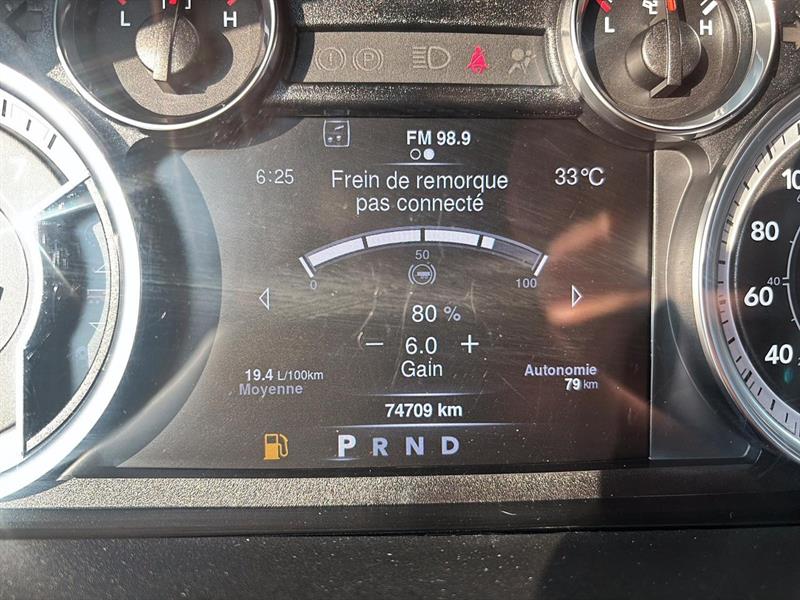 L H
L H
FM 98.9
6:25
Frein de remorque
33°C
pas connecté
50
0
100
80 %
− 6.0 +
Gain
19.4 L/100km
Moyenne
Autonomie
79 km
74709 km
P R N D
80
60
40
40